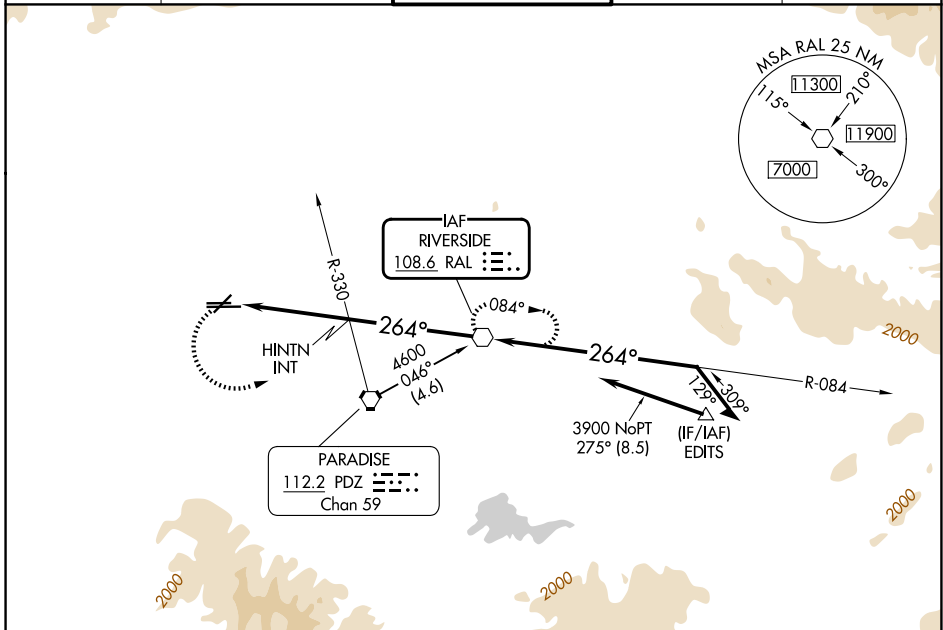 MSA RAL 25 NM
11300
115°
210°
11900
7000
300°
IAF
RIVERSIDE
108.6 RAL
R-330
084°
264°
HINTN
INT
4600
046°
(4.6)
264°
R-084
309°
129°
3900 NoPT
275° (8.5)
(IF/IAF)
EDITS
PARADISE
112.2 PDZ
Chan 59
2000
2000
2000
2000